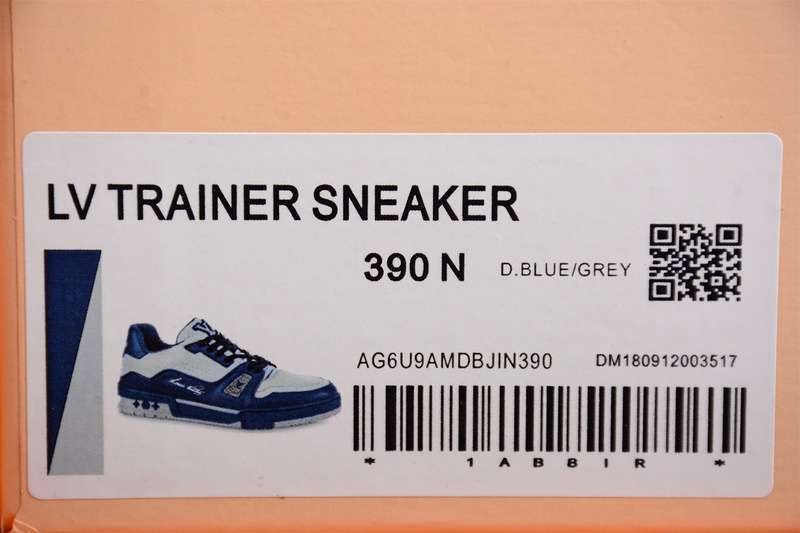 LV TRAINER SNEAKER
390 N D.BLUE/GREY
AG6U9AMDBJIN390 DM180912003517
* 1ABBIR *